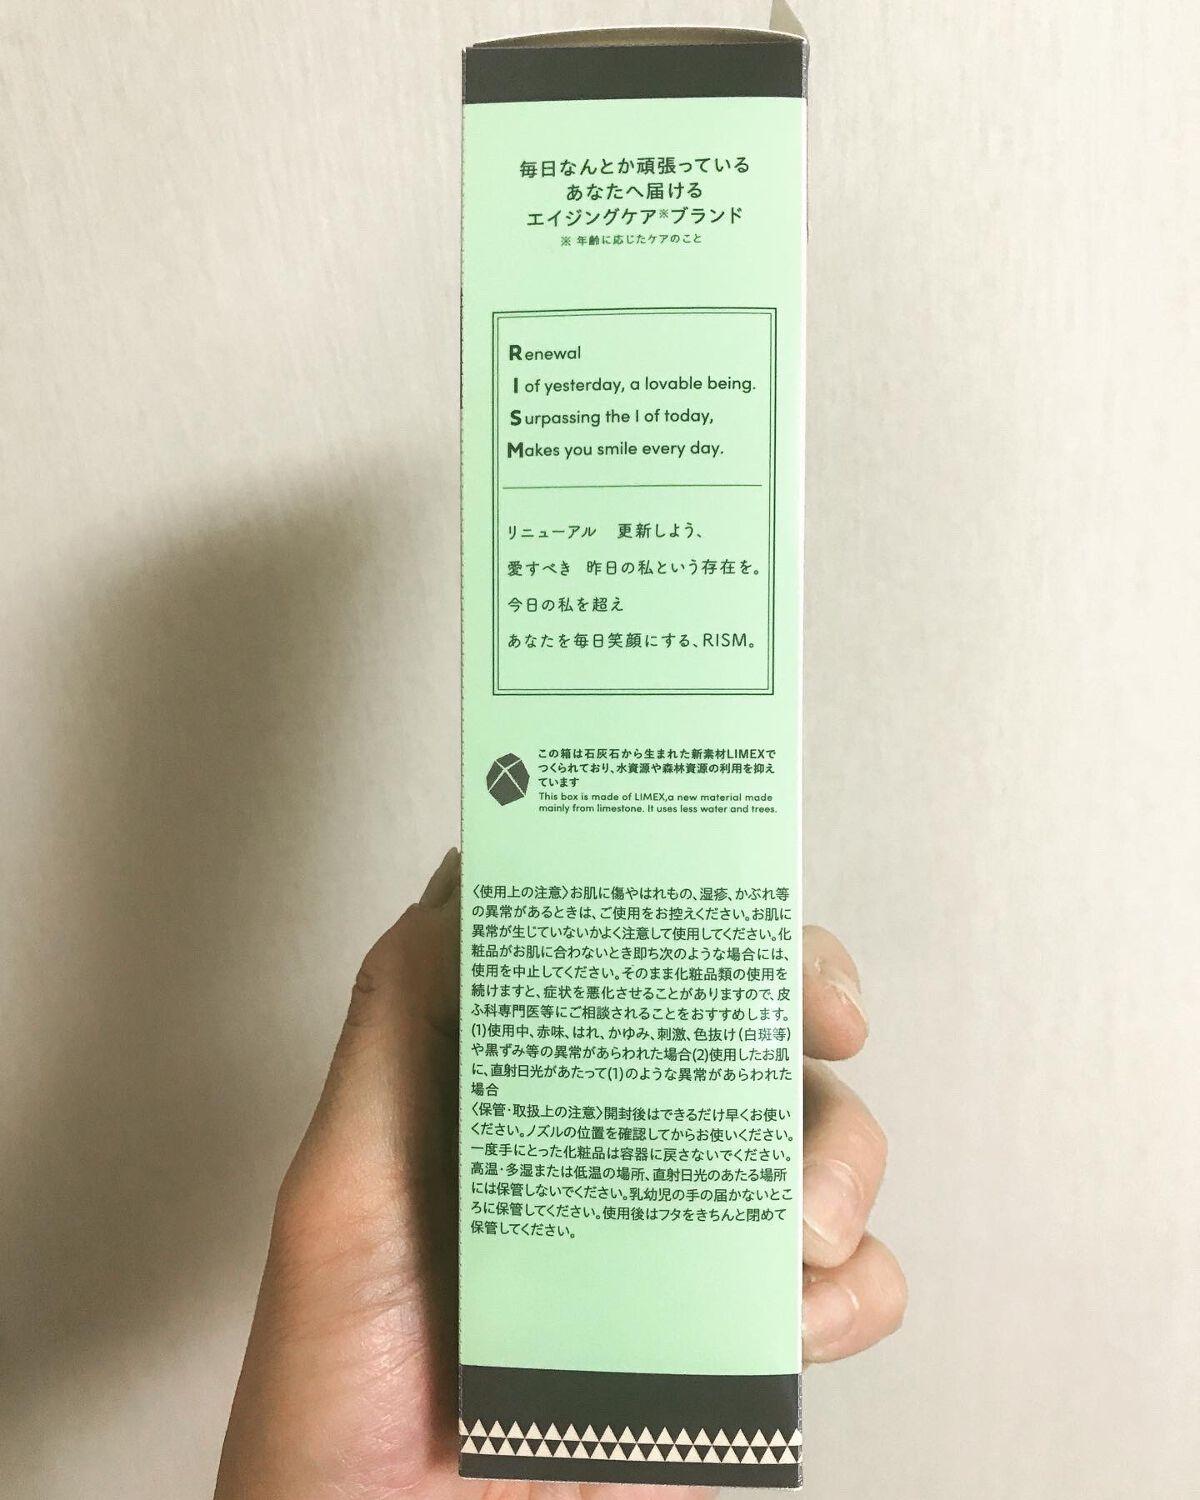 毎日なんとか頑張っている
あなたへ届ける
エイジングケア※ブランド
※ 年齢に応じたケアのこと
Renewal
I of yesterday, a lovable being.
Surpassing the I of today,
Makes you smile every day.
リニューアル 更新しよう、
愛すべき 昨日の私という存在を。
今日の私を超え
あなたを毎日笑顔にする、RISM。
この箱は石灰石から生まれた新素材LIMEXで
つくられており、水資源や森林資源の利用を抑え
ています
This box is made of LIMEX,a new material made
mainly from limestone. It uses less water and trees.
〈使用上の注意〉お肌に傷やはれもの、湿疹、かぶれ等
の異常があるときは、ご使用をお控えください。お肌に
異常が生じていないかよく注意して使用してください。化
粧品がお肌に合わないとき即ち次のような場合には、
使用を中止してください。そのまま化粧品類の使用を
続けますと、症状を悪化させることがありますので、皮
ふ科専門医等にご相談されることをおすすめします。
(1)使用中、赤味、はれ、かゆみ、刺激、色抜け(白斑等)
や黒ずみ等の異常があらわれた場合(2)使用したお肌
に、直射日光があたって(1)のような異常があらわれた
場合
〈保管・取扱上の注意〉開封後はできるだけ早くお使い
ください。ノズルの位置を確認してからお使いください。
一度手にとった化粧品は容器に戻さないでください。
高温・多湿または低温の場所、直射日光のあたる場所
には保管しないでください。乳幼児の手の届かないとこ
ろに保管してください。使用後はフタをきちんと閉めて
保管してください。